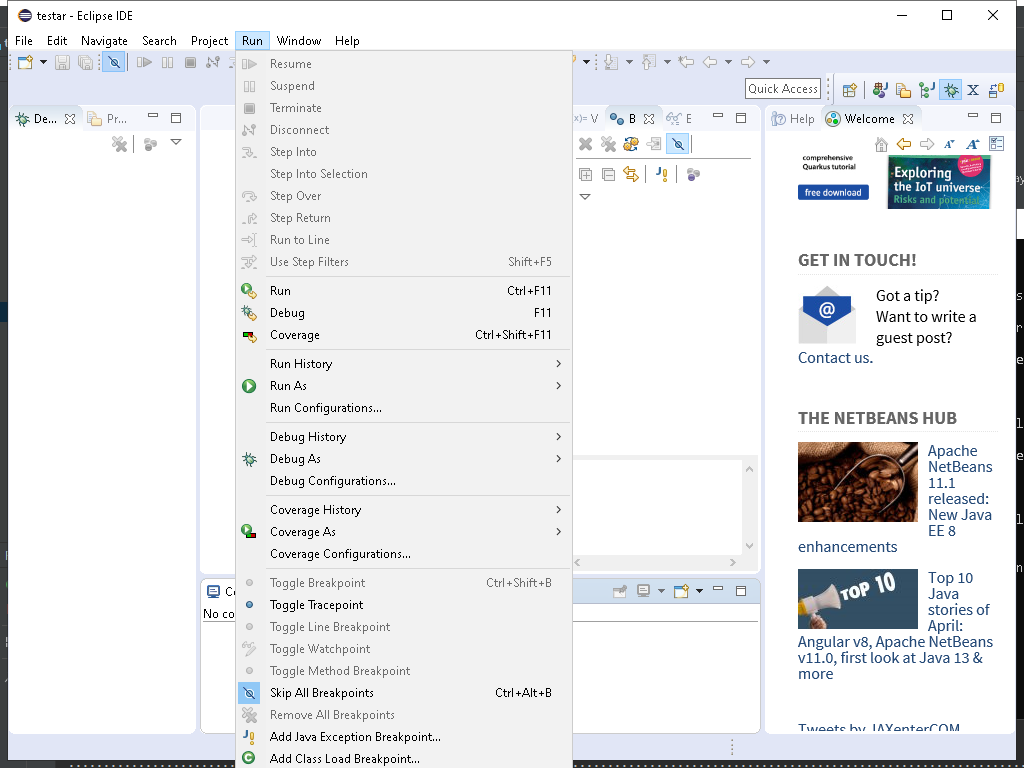 testar - Eclipse IDE
File Edit Navigate Search Project Run Window Help
Quick Access
De...
Pr...
Resume
Suspend
Terminate
Disconnect
Step Into
Step Into Selection
Step Over
Step Return
Run to Line
Use Step Filters Shift+F5
Run Ctrl+F11
Debug F11
Coverage Ctrl+Shift+F11
Run History
Run As
Run Configurations...
Debug History
Debug As
Debug Configurations...
Coverage History
Coverage As
Coverage Configurations...
Toggle Breakpoint Ctrl+Shift+B
Toggle Tracepoint
Toggle Line Breakpoint
Toggle Watchpoint
Toggle Method Breakpoint
Skip All Breakpoints Ctrl+Alt+B
Remove All Breakpoints
Add Java Exception Breakpoint...
Add Class Load Breakpoint...
No co
(x)= V
B
E
Help
Welcome
comprehensive
Quarkus tutorial
free download
Exploring
the IoT universe
Risks and potential
GET IN TOUCH!
Got a tip?
Want to write a
guest post?
Contact us.
THE NETBEANS HUB
Apache
NetBeans
11.1
released:
New Java
EE 8
enhancements
TOP 10
Top 10
Java
stories of
April:
Angular v8, Apache NetBeans
v11.0, first look at Java 13 &
more
Tweets by JAXenterCOM